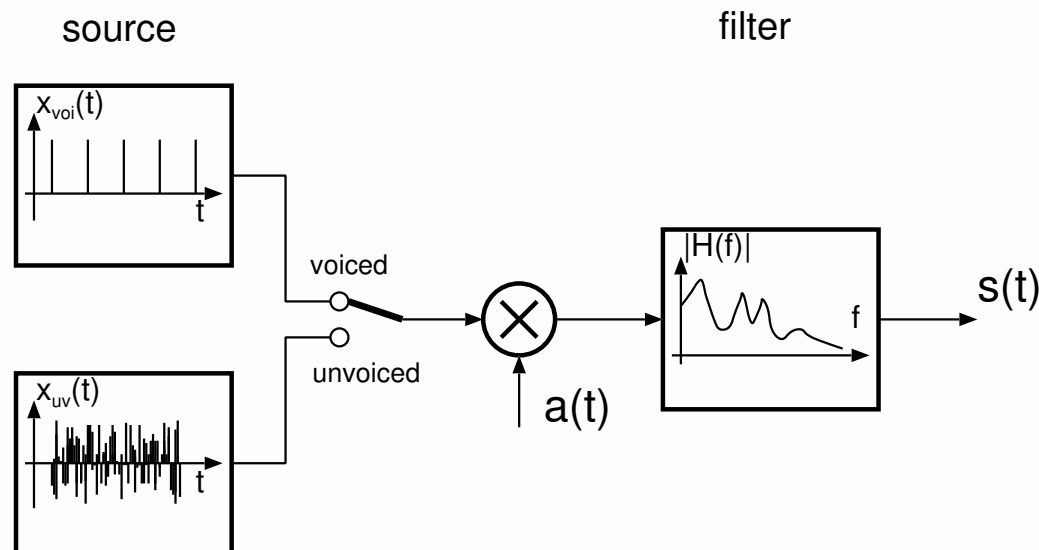 source
filter
x_voi(t)
t
voiced
|H(f)|
f
s(t)
unvoiced
a(t)
x_uv(t)
t